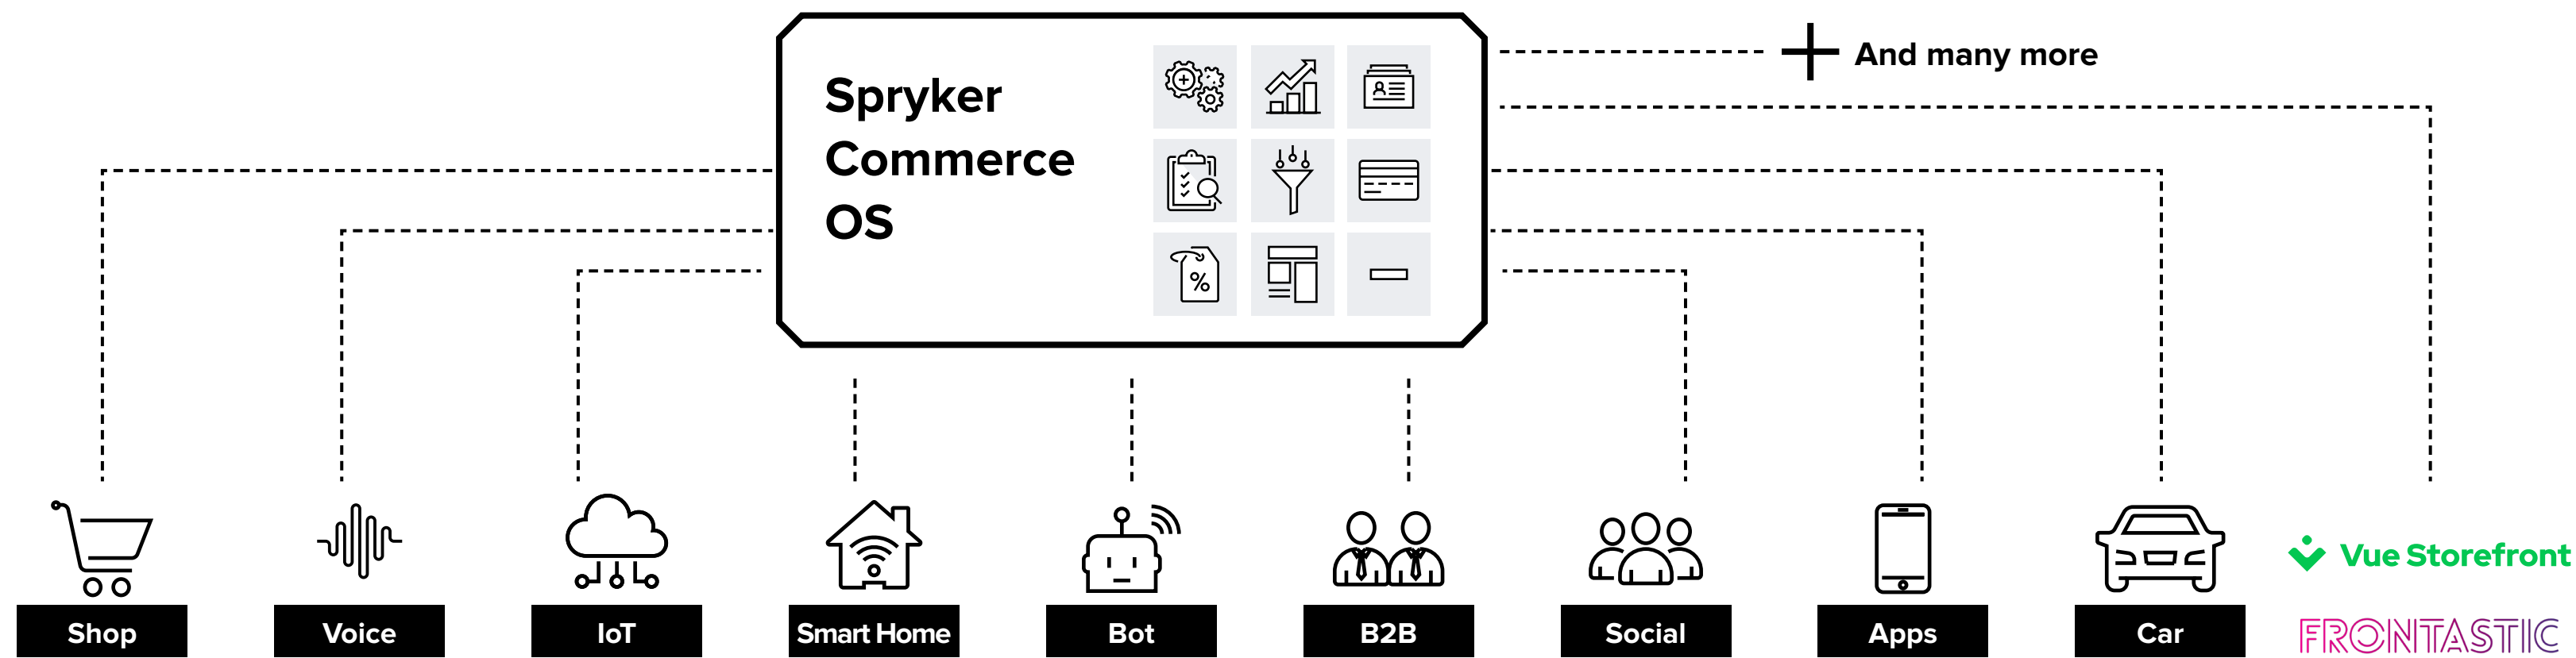 Spryker
Commerce
OS
And many more
Shop
Voice
IoT
Smart Home
Bot
B2B
Social
Apps
Car
Vue Storefront
FRONTASTIC
%